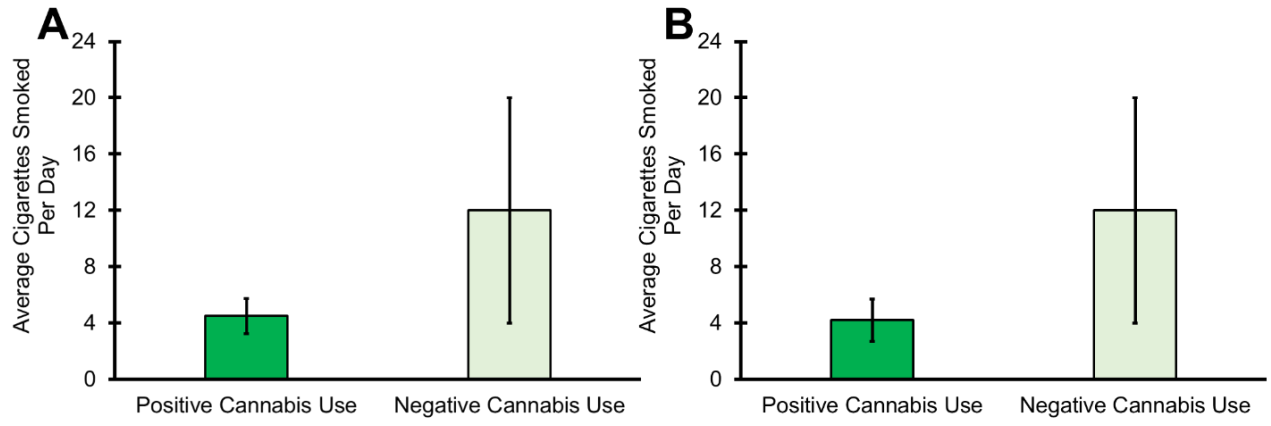 A
Average Cigarettes Smoked
Per Day
24
20
16
12
8
4
0
Positive Cannabis Use
Negative Cannabis Use
B
Average Cigarettes Smoked
Per Day
24
20
16
12
8
4
0
Positive Cannabis Use
Negative Cannabis Use